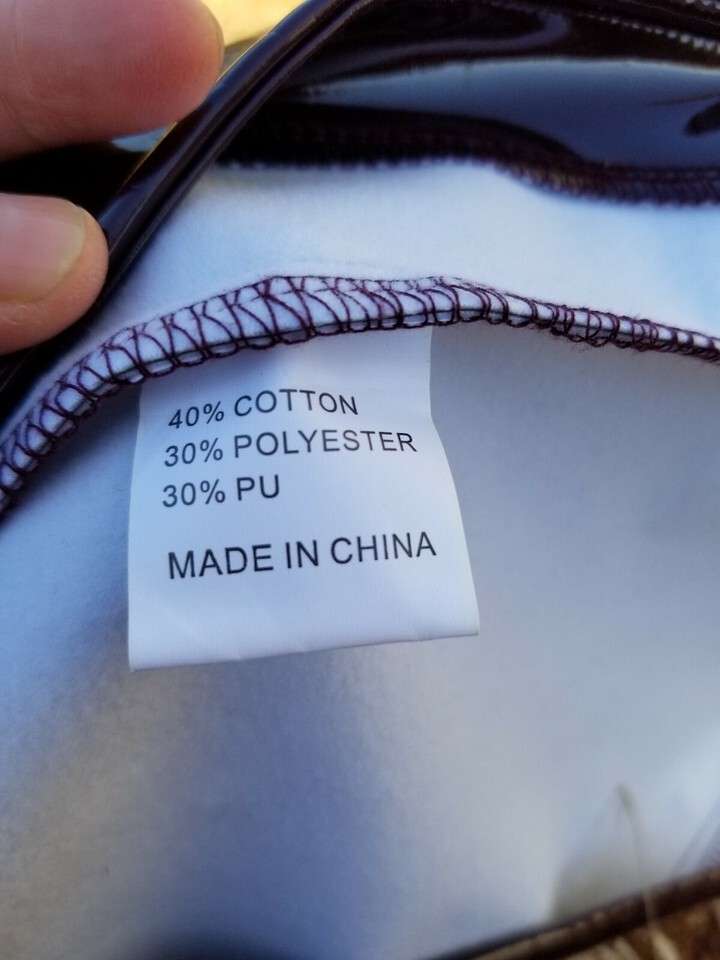 40% COTTON
30% POLYESTER
30% PU
MADE IN CHINA